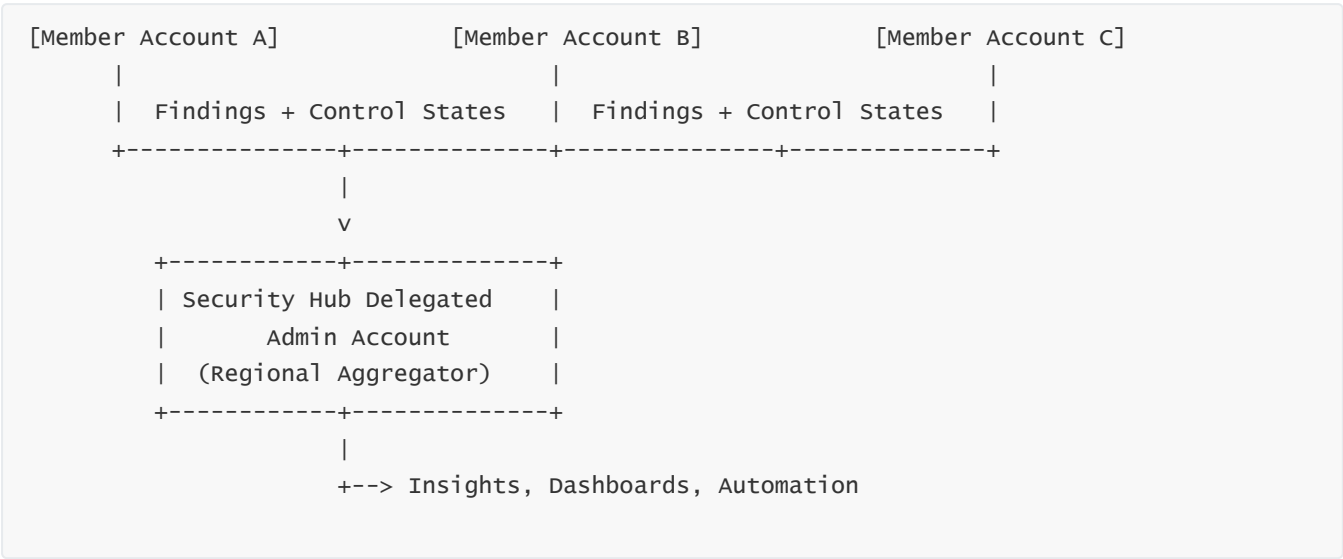 [Member Account A]                [Member Account B]                [Member Account C]
       |                                  |                                  |
       |  Findings + Control States   |  Findings + Control States   |
       +---------------+--------------+---------------+-------------+
                       |
                       v
          +------------+--------------+
          | Security Hub Delegated    |
          |       Admin Account       |
          |  (Regional Aggregator)    |
          +------------+--------------+
                       |
                       +--> Insights, Dashboards, Automation